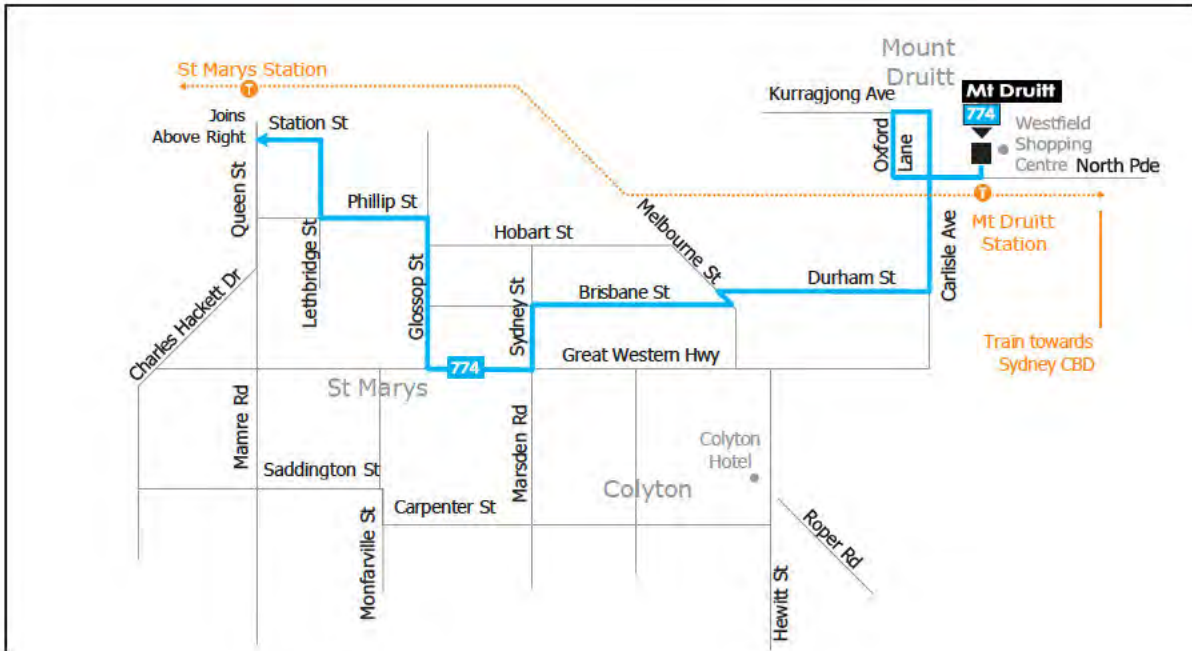 Mount
Druitt
St Marys Station
T
Kurragjong Ave
Mt Druitt
774
Joins
Above Right
Station St
Oxford
Lane
Westfield
Shopping
Centre
North Pde
Queen St
Phillip St
T
Mt Druitt
Station
Melbourne St
Lethbridge St
Hobart St
Carlisle Ave
Glossop St
Sydney St
Brisbane St
Durham St
Charles Hackett Dr
774
Great Western Hwy
Train towards
Sydney CBD
St Marys
Mamre Rd
Marsden Rd
Colyton
Hotel
Saddington St
Colyton
Carpenter St
Monfarville St
Roper Rd
Hewitt St